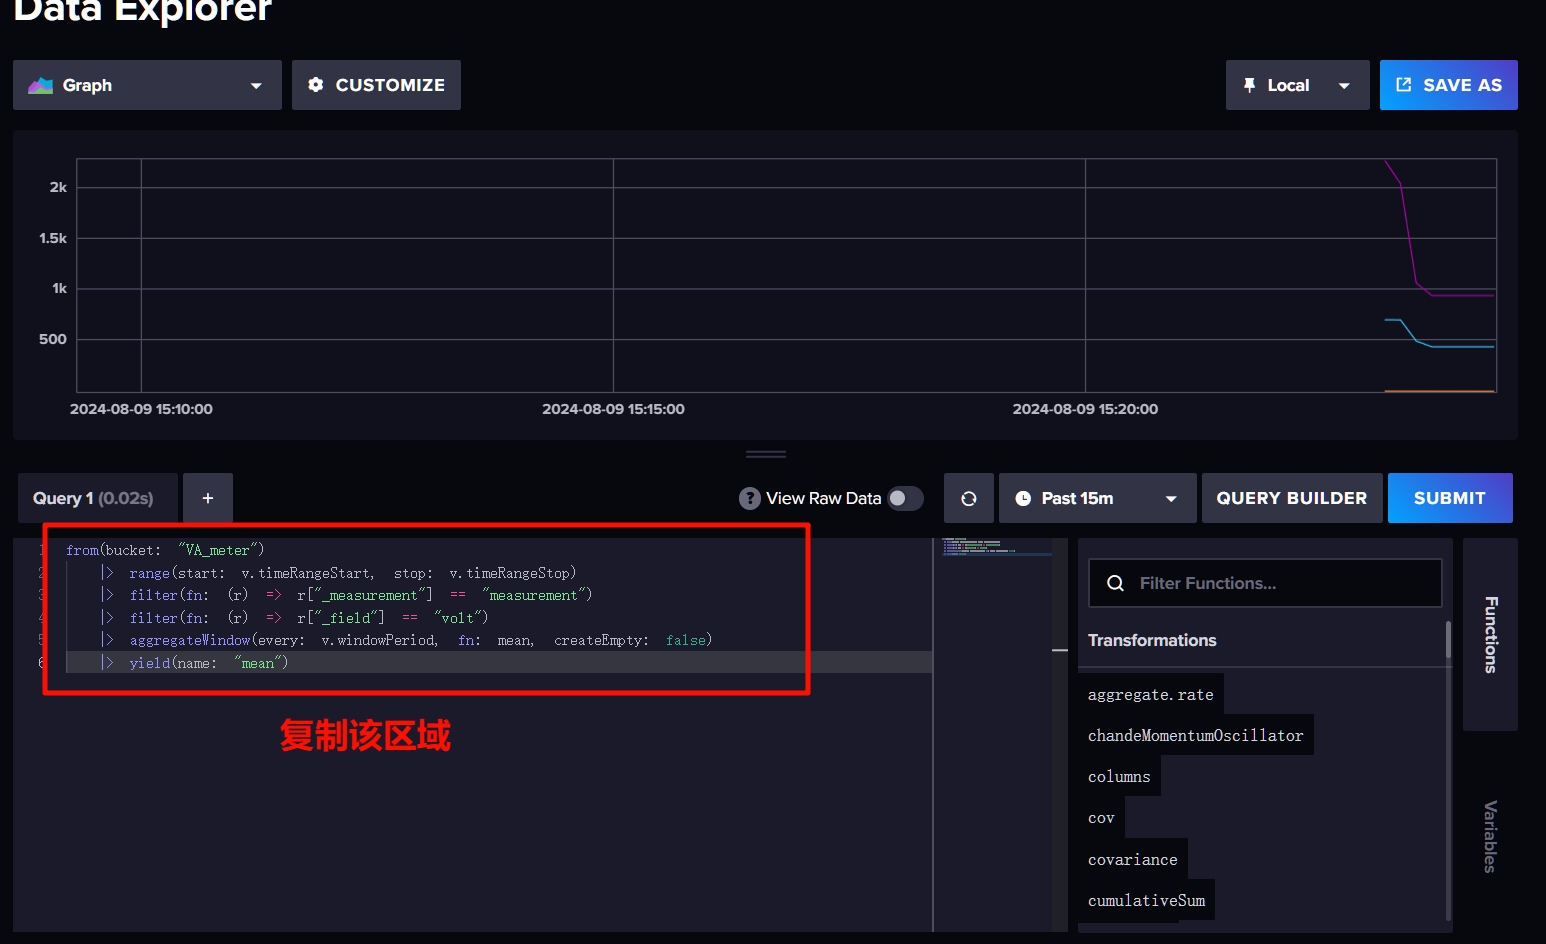 Data Explorer
Graph
CUSTOMIZE
Local
SAVE AS
2k
1.5k
1k
500
2024-08-09 15:10:00
2024-08-09 15:15:00
2024-08-09 15:20:00
Query 1 (0.02s)
+
? View Raw Data
Past 15m
QUERY BUILDER
SUBMIT
1 from(bucket: "VA_meter")
2 |> range(start: v.timeRangeStart, stop: v.timeRangeStop)
3 |> filter(fn: (r) => r["_measurement"] == "measurement")
4 |> filter(fn: (r) => r["_field"] == "volt")
5 |> aggregateWindow(every: v.windowPeriod, fn: mean, createEmpty: false)
6 |> yield(name: "mean")
复制该区域
Filter Functions...
Transformations
aggregate.rate
chandeMomentumOscillator
columns
cov
covariance
cumulativeSum
Functions
Variables